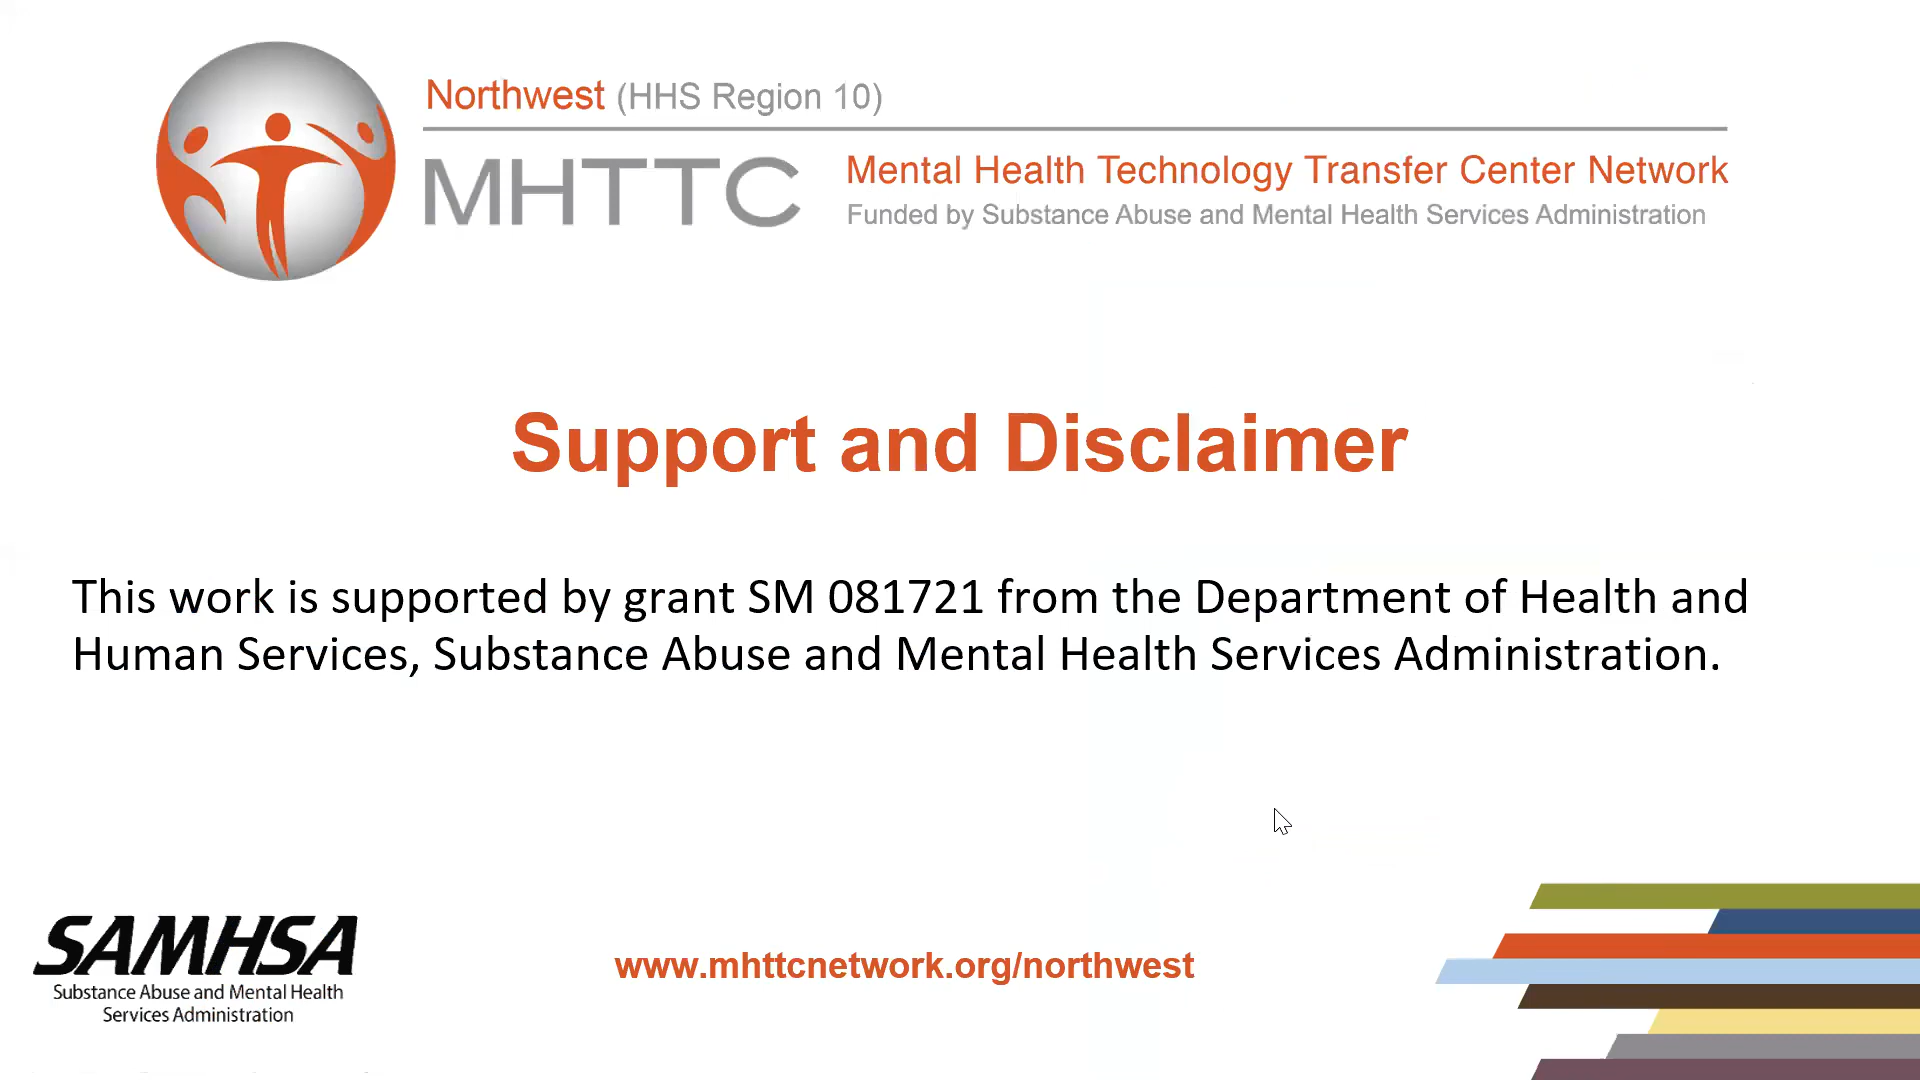 Northwest (HHS Region 10)
MHTTC
Mental Health Technology Transfer Center Network
Funded by Substance Abuse and Mental Health Services Administration
Support and Disclaimer
This work is supported by grant SM 081721 from the Department of Health and
Human Services, Substance Abuse and Mental Health Services Administration.
SAMHSA
Substance Abuse and Mental Health
Services Administration
www.mhttcnetwork.org/northwest